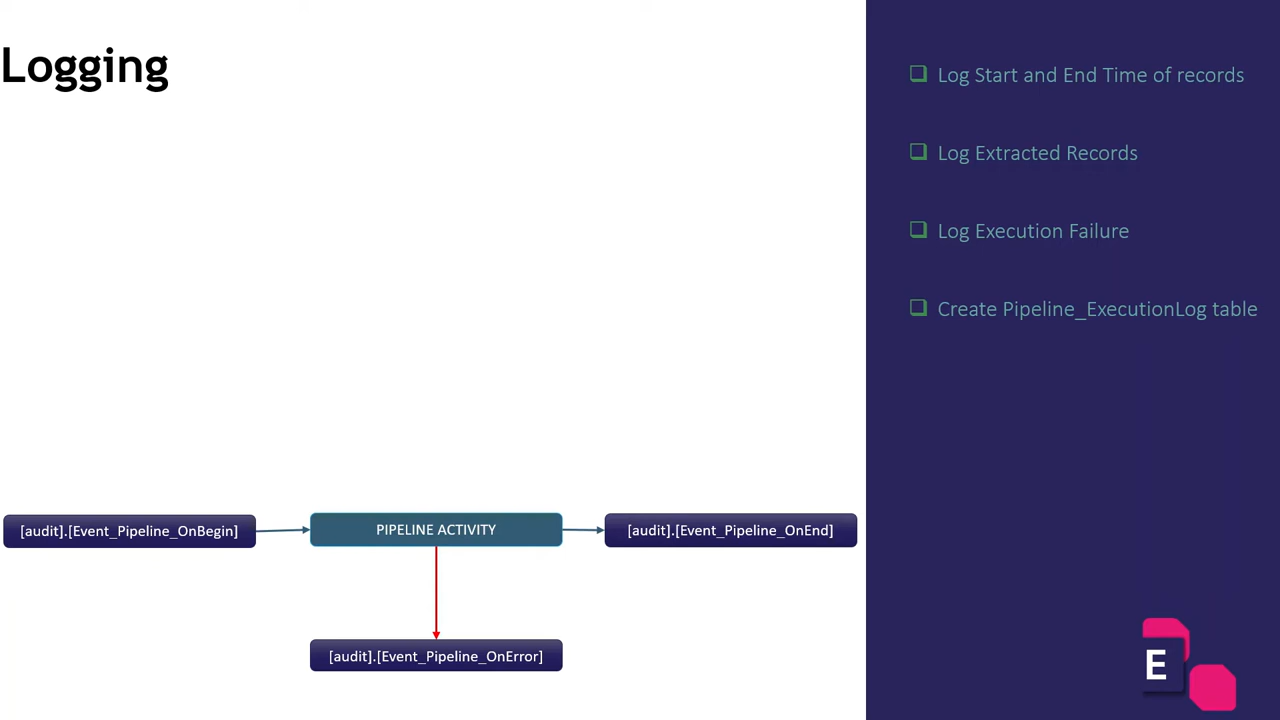 Logging
Log Start and End Time of records
Log Extracted Records
Log Execution Failure
Create Pipeline_ExecutionLog table
[audit].[Event_Pipeline_OnBegin]
PIPELINE ACTIVITY
[audit].[Event_Pipeline_OnEnd]
[audit].[Event_Pipeline_OnError]
E